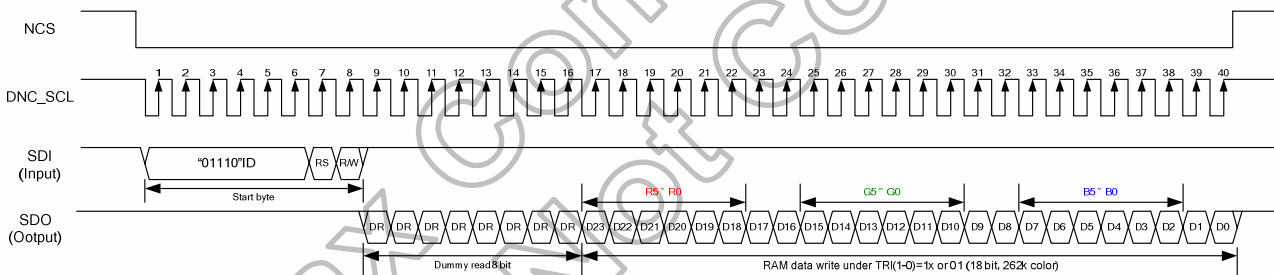 NCS
1 2 3 4 5 6 7 8 9 10 11 12 13 14 15 16 17 18 19 20 21 22 23 24 25 26 27 28 29 30 31 32 33 34 35 36 37 38 39 40
DNC_SCL
SDI
(Input)
“01110”ID RS R/W
Start byte
R5~ R0 G5~ G0 B5~ B0
SDO
(Ootput)
DR DR DR DR DR DR DR DR D23 D22 D21 D20 D19 D18 D17 D16 D15 D14 D13 D12 D11 D10 D9 D8 D7 D6 D5 D4 D3 D2 D1 D0
Dummy read 8 bit
RAM data write under TRI(1-0)=1x or 01 (18 bit, 262k color)